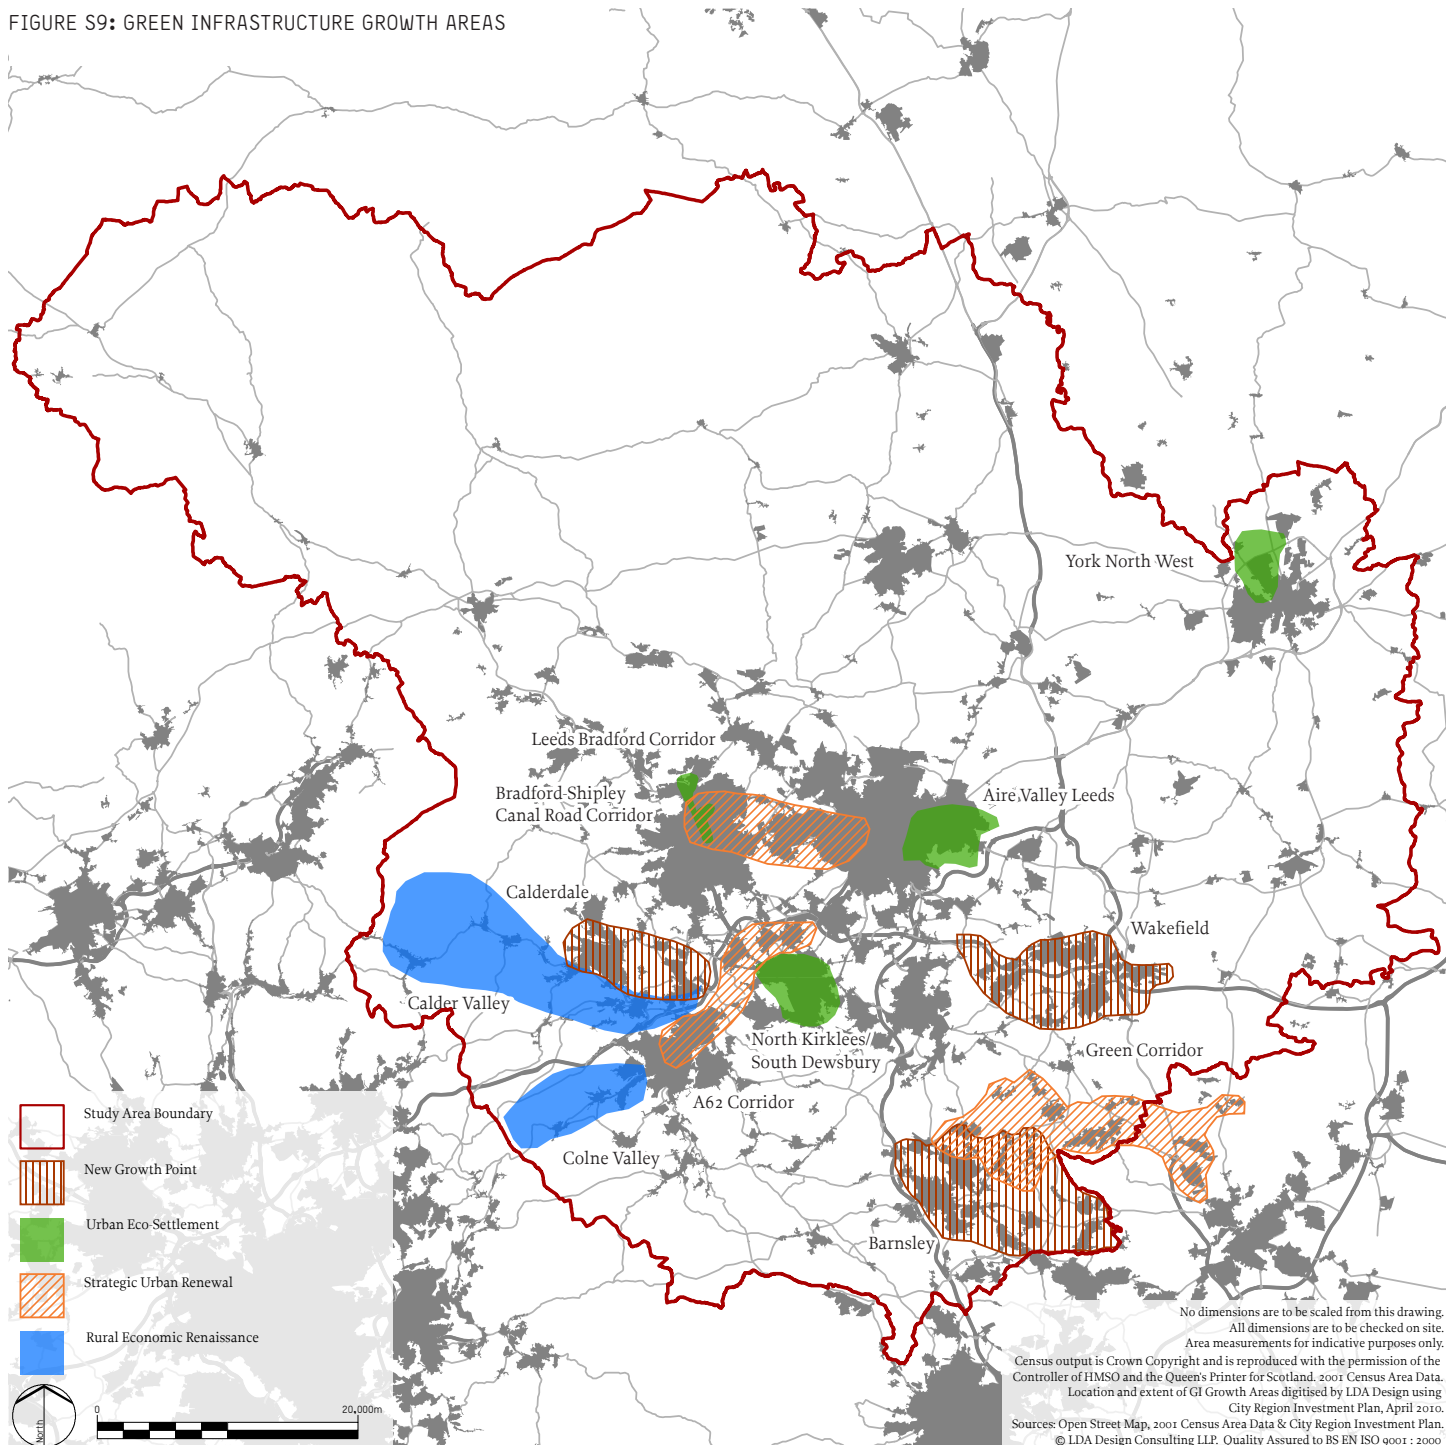 FIGURE S9: GREEN INFRASTRUCTURE GROWTH AREAS
York North West
Leeds Bradford Corridor
Bradford-Shipley
Canal Road Corridor
Aire Valley Leeds
Calderdale
Wakefield
Calder Valley
North Kirklees/
South Dewsbury
Green Corridor
A62 Corridor
Colne Valley
Barnsley
Study Area Boundary
New Growth Point
Urban Eco-Settlement
Strategic Urban Renewal
Rural Economic Renaissance
North
0
20,000m
No dimensions are to be scaled from this drawing.
All dimensions are to be checked on site.
Area measurements for indicative purposes only.
Census output is Crown Copyright and is reproduced with the permission of the
Controller of HMSO and the Queen's Printer for Scotland. 2001 Census Area Data.
Location and extent of GI Growth Areas digitised by LDA Design using
City Region Investment Plan, April 2010.
Sources: Open Street Map, 2001 Census Area Data & City Region Investment Plan.
© LDA Design Consulting LLP. Quality Assured to BS EN ISO 9001 : 2000